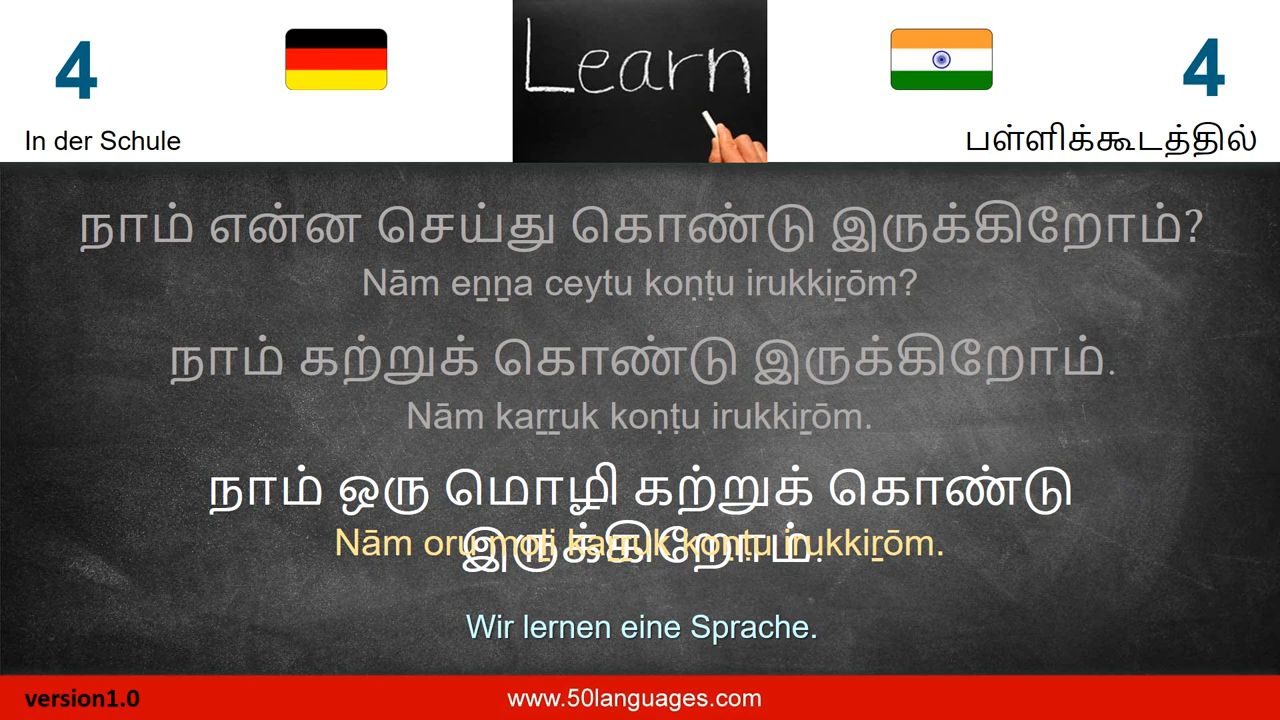 4
Learn
4
In der Schule
பள்ளிக்கூடத்தில்
நாம் என்ன செய்து கொண்டு இருக்கிறோம்?
Nām eṉṉa ceytu koṇṭu irukkiṟōm?
நாம் கற்றுக் கொண்டு இருக்கிறோம்.
Nām kaṟṟuk koṇṭu irukkiṟōm.
நாம் ஒரு மொழி கற்றுக் கொண்டு
இருக்கிறோம்.
Nām oru moḻi kaṟṟuk koṇṭu irukkiṟōm.
Wir lernen eine Sprache.
version1.0
www.50languages.com